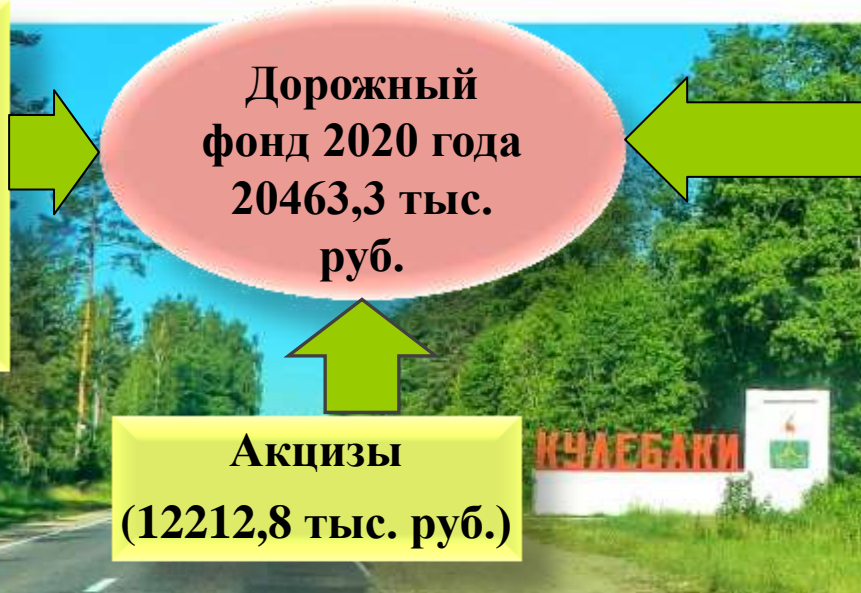 Дорожный
фонд 2020 года
20463,3 тыс.
руб.
Акцизы
(12212,8 тыс. руб.)
КУЛЕБАКИ